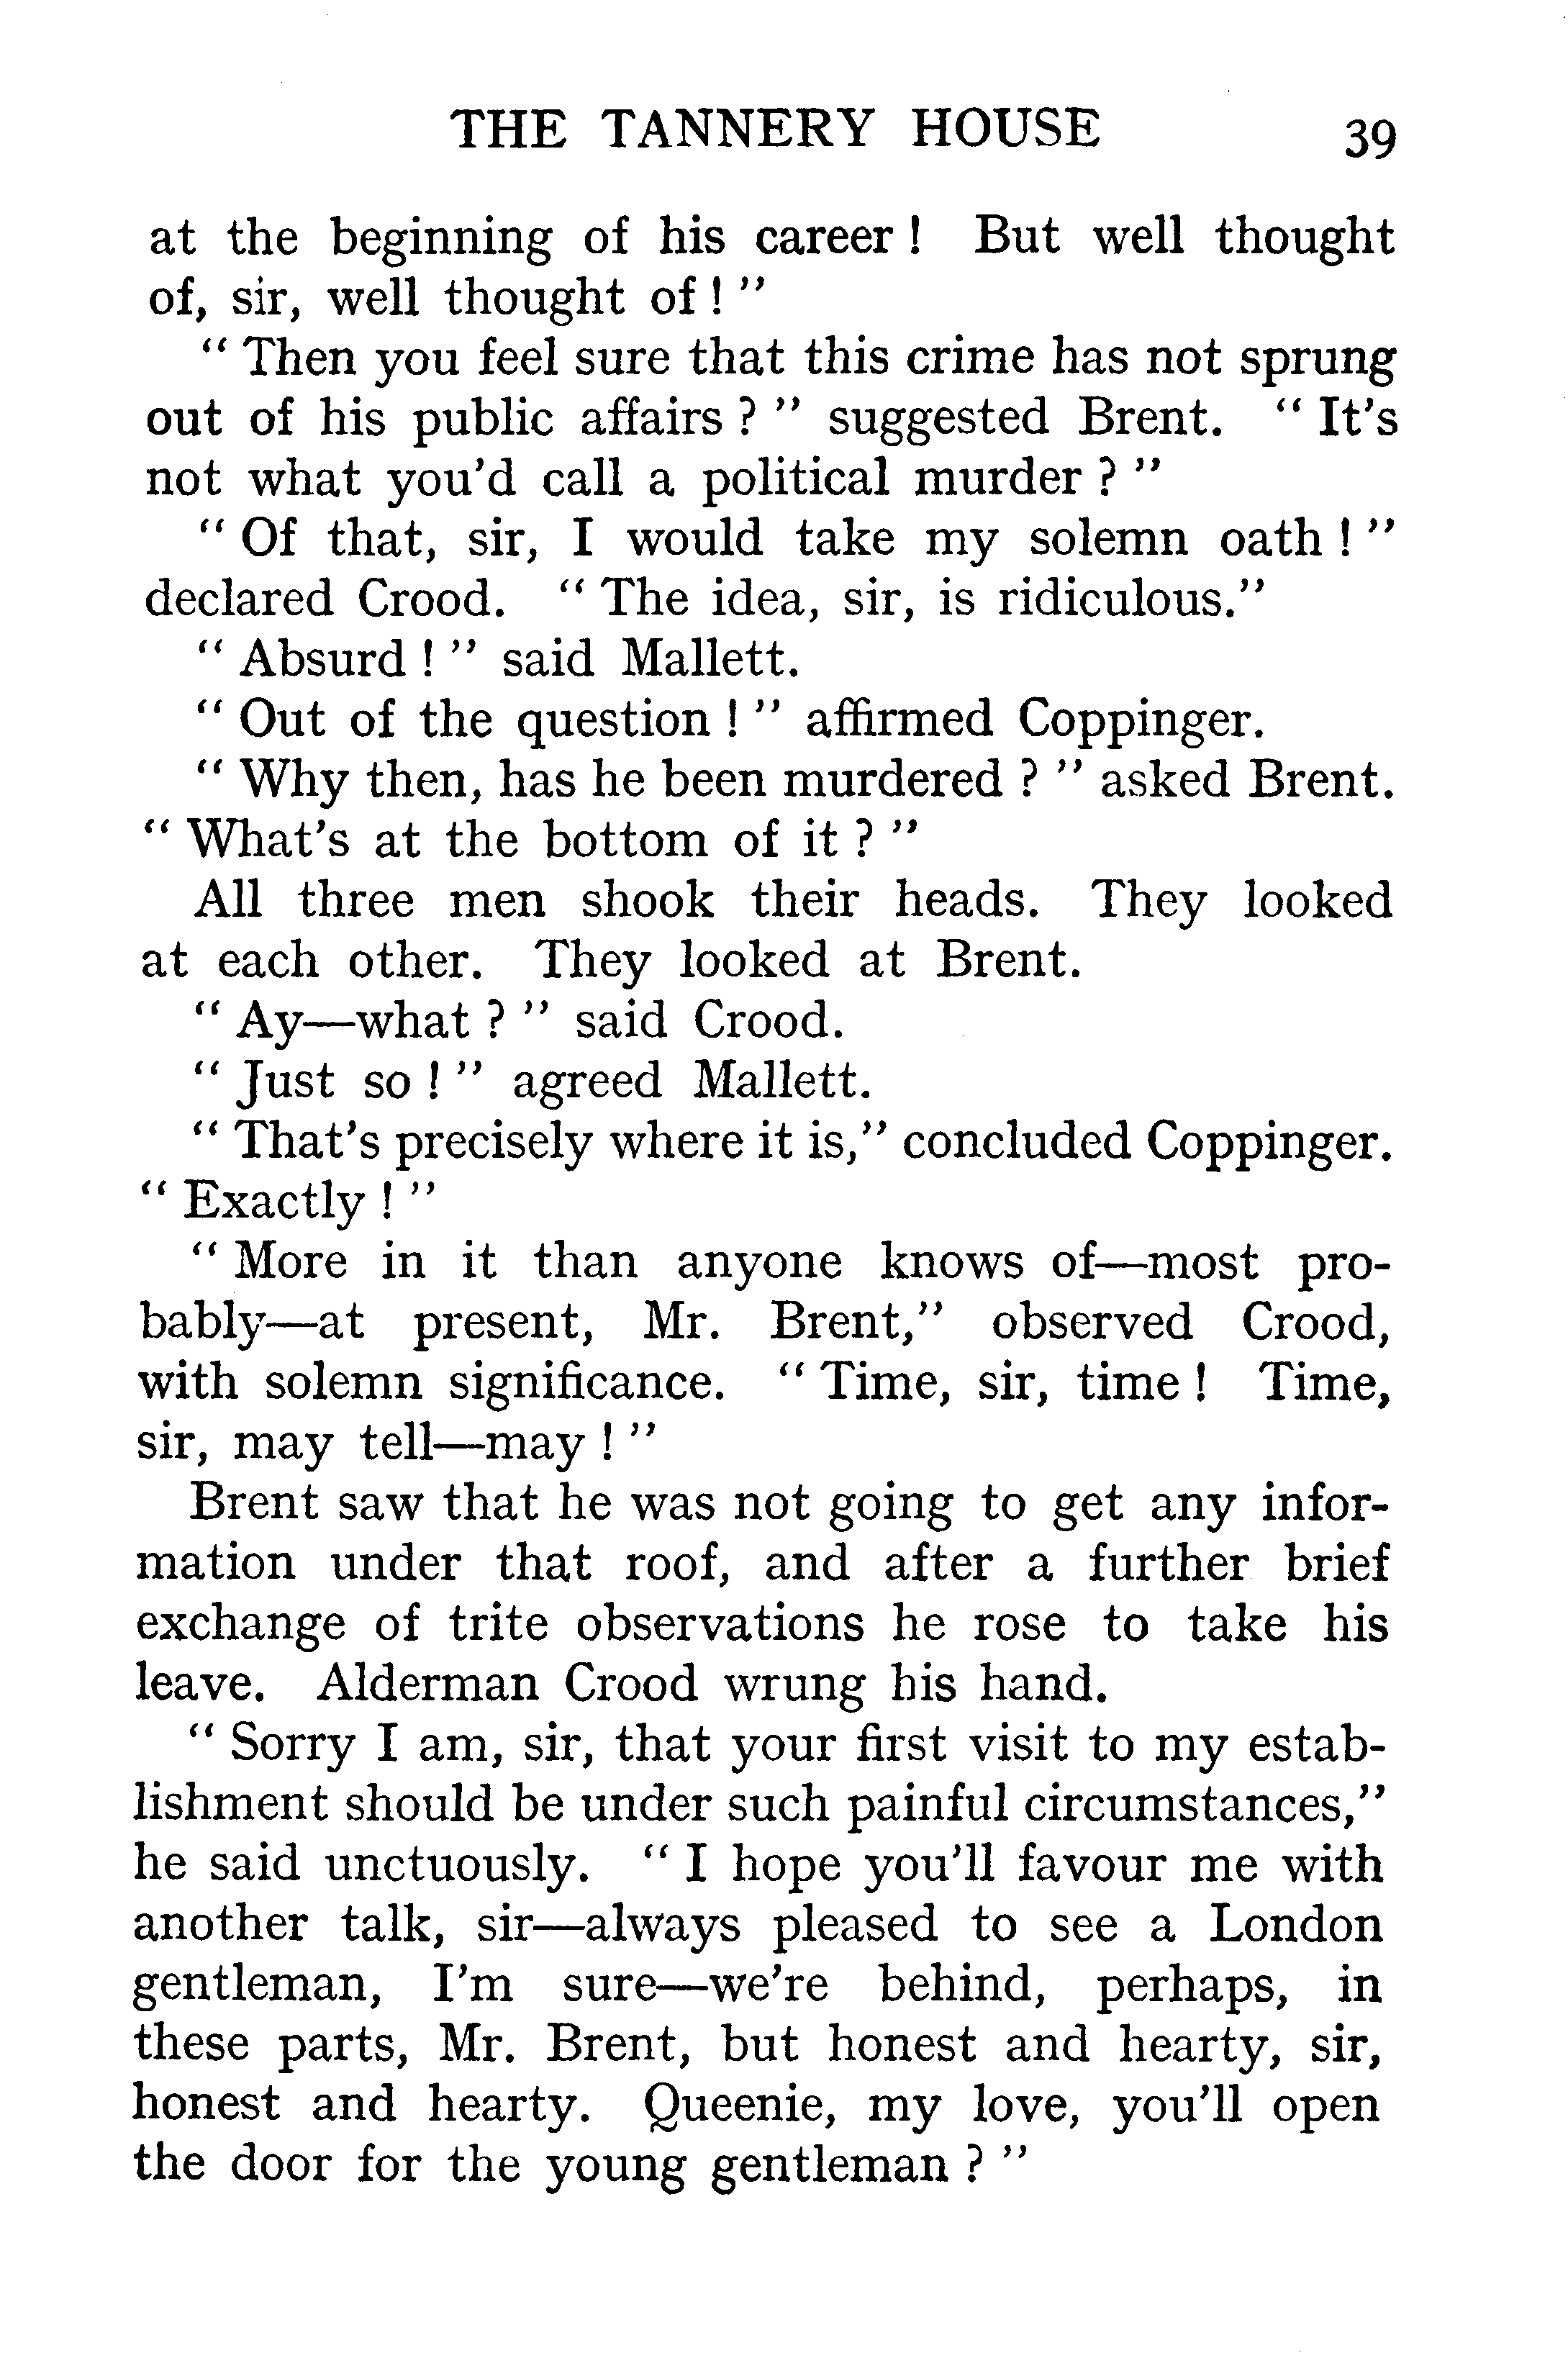 THE TANNERY HOUSE 39
at the beginning of his career ! But well thought
of, sir, well thought of ! ”
“ Then you feel sure that this crime has not sprung
out of his public affairs ? ” suggested Brent. “ It’s
not what you’d call a political murder ? ”
“ Of that, sir, I would take my solemn oath ! ”
declared Crood. “ The idea, sir, is ridiculous.”
“ Absurd ! ” said Mallett.
“ Out of the question ! ” affirmed Coppinger.
“ Why then, has he been murdered ? ” asked Brent.
“ What’s at the bottom of it ? ”
All three men shook their heads. They looked
at each other. They looked at Brent.
“ Ay—what ? ” said Crood.
“ Just so ! ” agreed Mallett.
“ That’s precisely where it is,” concluded Coppinger.
“ Exactly ! ”
“ More in it than anyone knows of—most pro-
bably—at present, Mr. Brent,” observed Crood,
with solemn significance. “ Time, sir, time ! Time,
sir, may tell—may ! ”
Brent saw that he was not going to get any infor-
mation under that roof, and after a further brief
exchange of trite observations he rose to take his
leave. Alderman Crood wrung his hand.
“ Sorry I am, sir, that your first visit to my estab-
lishment should be under such painful circumstances,”
he said unctuously. “ I hope you’ll favour me with
another talk, sir—always pleased to see a London
gentleman, I’m sure—we’re behind, perhaps, in
these parts, Mr. Brent, but honest and hearty, sir,
honest and hearty. Queenie, my love, you’ll open
the door for the young gentleman ? ”